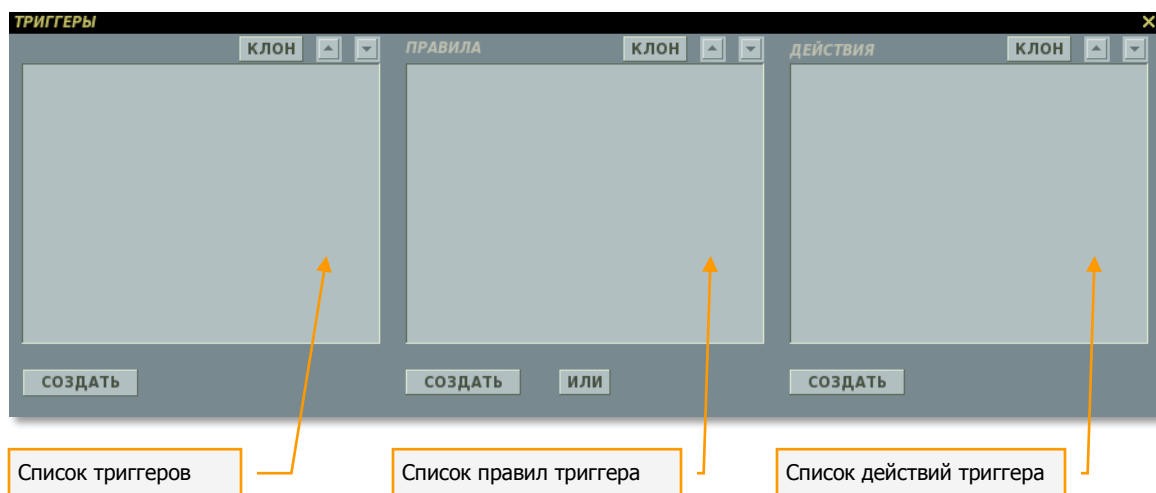 ТРИГГЕРЫ
КЛОН ПРАВИЛА КЛОН ДЕЙСТВИЯ КЛОН
СОЗДАТЬ СОЗДАТЬ ИЛИ СОЗДАТЬ
Список триггеров Список правил триггера Список действий триггера